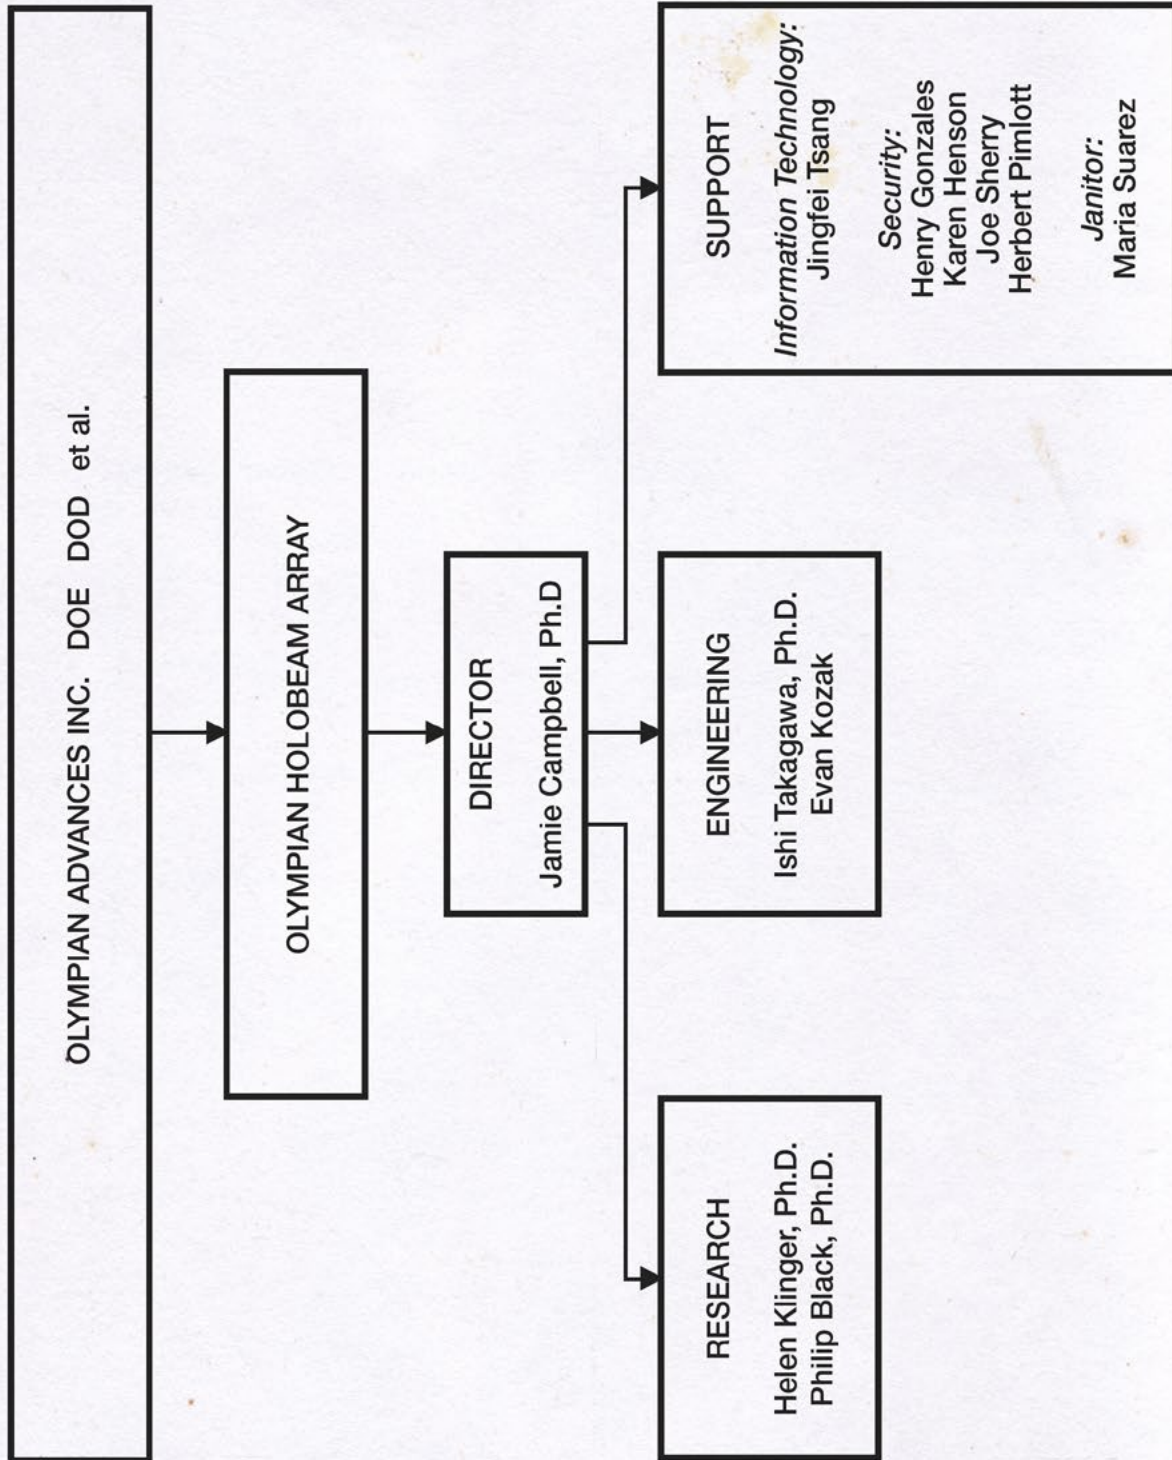 OLYMPIAN ADVANCES INC. DOE DOD et al.
OLYMPIAN HOLOBEAM ARRAY
DIRECTOR
Jamie Campbell, Ph.D
RESEARCH
Helen Klinger, Ph.D.
Philip Black, Ph.D.
ENGINEERING
Ishi Takagawa, Ph.D.
Evan Kozak
SUPPORT
Information Technology:
Jingfei Tsang
Security:
Henry Gonzales
Karen Henson
Joe Sherry
Herbert Pimlott
Janitor:
Maria Suarez